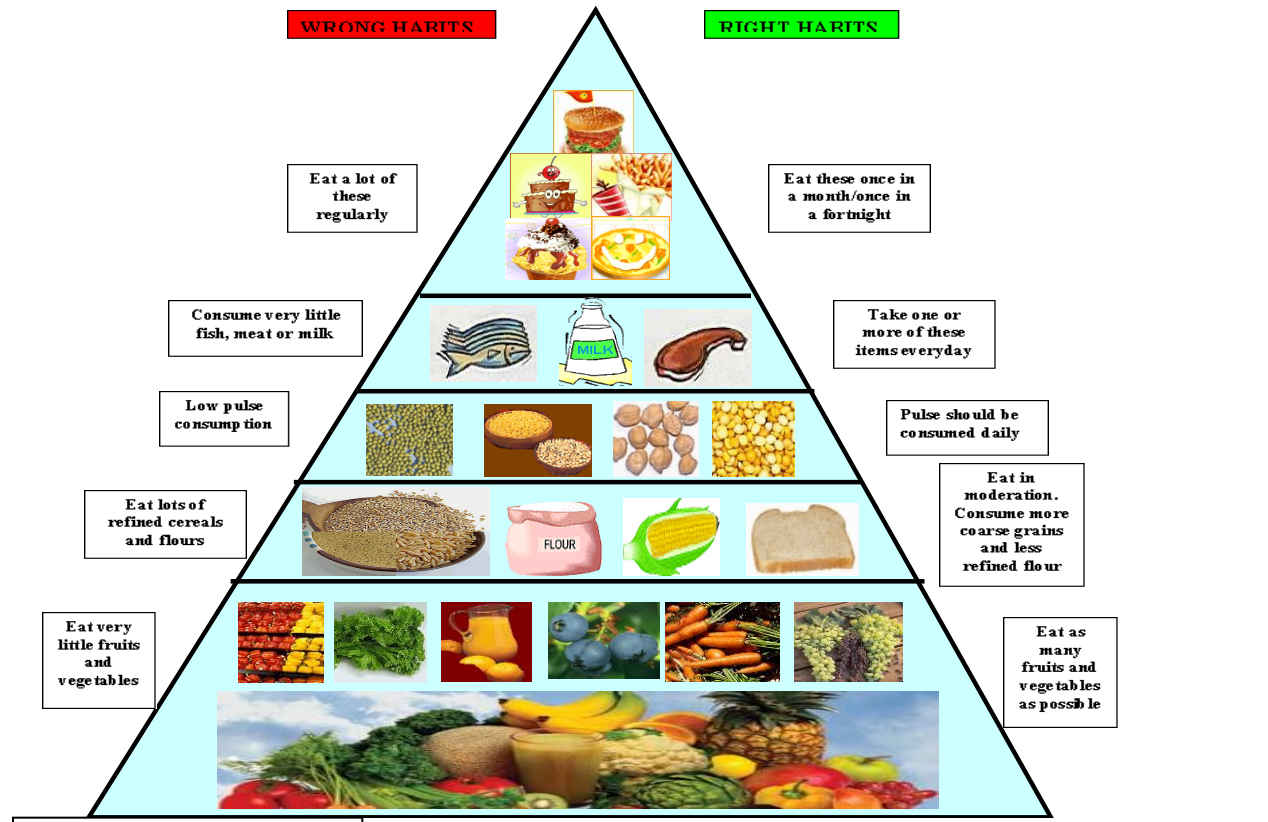 WRONG HABITS
RIGHT HABITS
Eat a lot of
these
regularly
Eat these once in
a month/once in
a fortnight
Consume very little
fish, meat or milk
MILK
Take one or
more of these
items everyday
Low pulse
consumption
Pulse should be
consumed daily
Eat lots of
refined cereals
and flours
FLOUR
Eat in
moderation.
Consume more
coarse grains
and less
refined flour
Eat very
little fruits
and
vegetables
Eat as
many
fruits and
vegetables
as possible